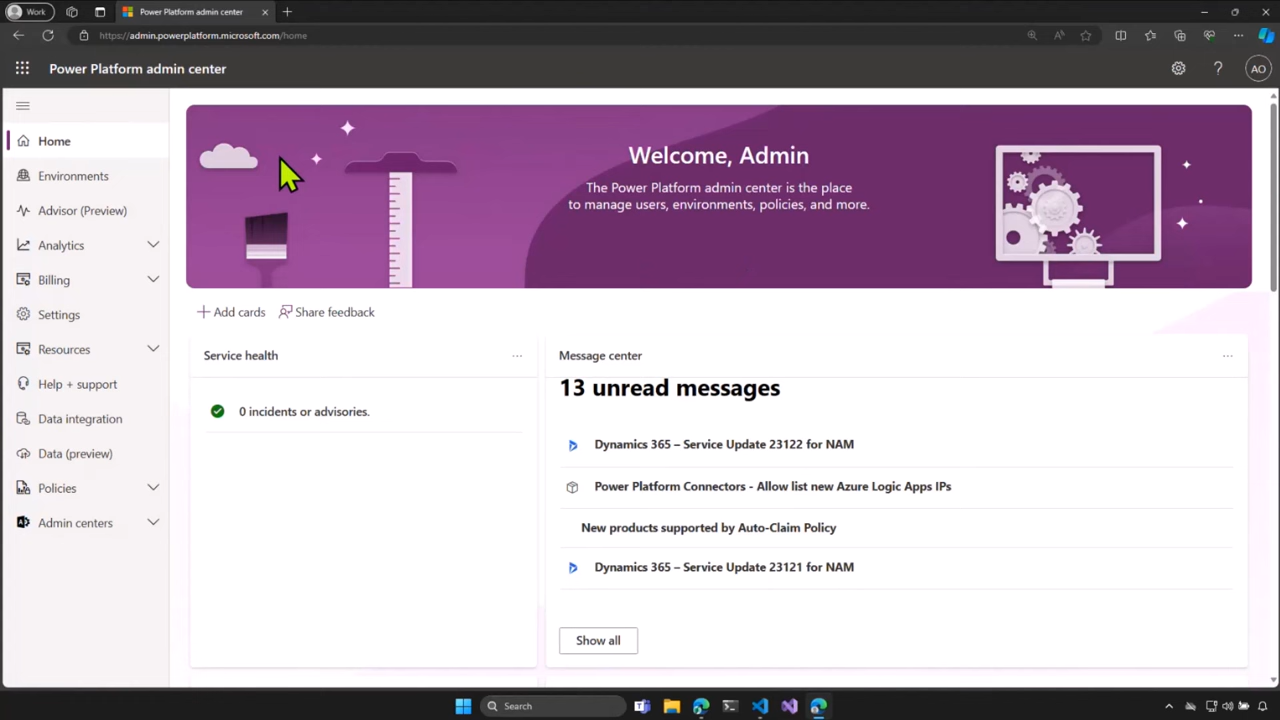 Work
Power Platform admin center
https://admin.powerplatform.microsoft.com/home
Power Platform admin center
AO
Home
Environments
Advisor (Preview)
Analytics
Billing
Settings
Resources
Help + support
Data integration
Data (preview)
Policies
Admin centers
Welcome, Admin
The Power Platform admin center is the place
to manage users, environments, policies, and more.
Add cards
Share feedback
Service health
0 incidents or advisories.
Message center
13 unread messages
Dynamics 365 – Service Update 23122 for NAM
Power Platform Connectors - Allow list new Azure Logic Apps IPs
New products supported by Auto-Claim Policy
Dynamics 365 – Service Update 23121 for NAM
Show all
Search